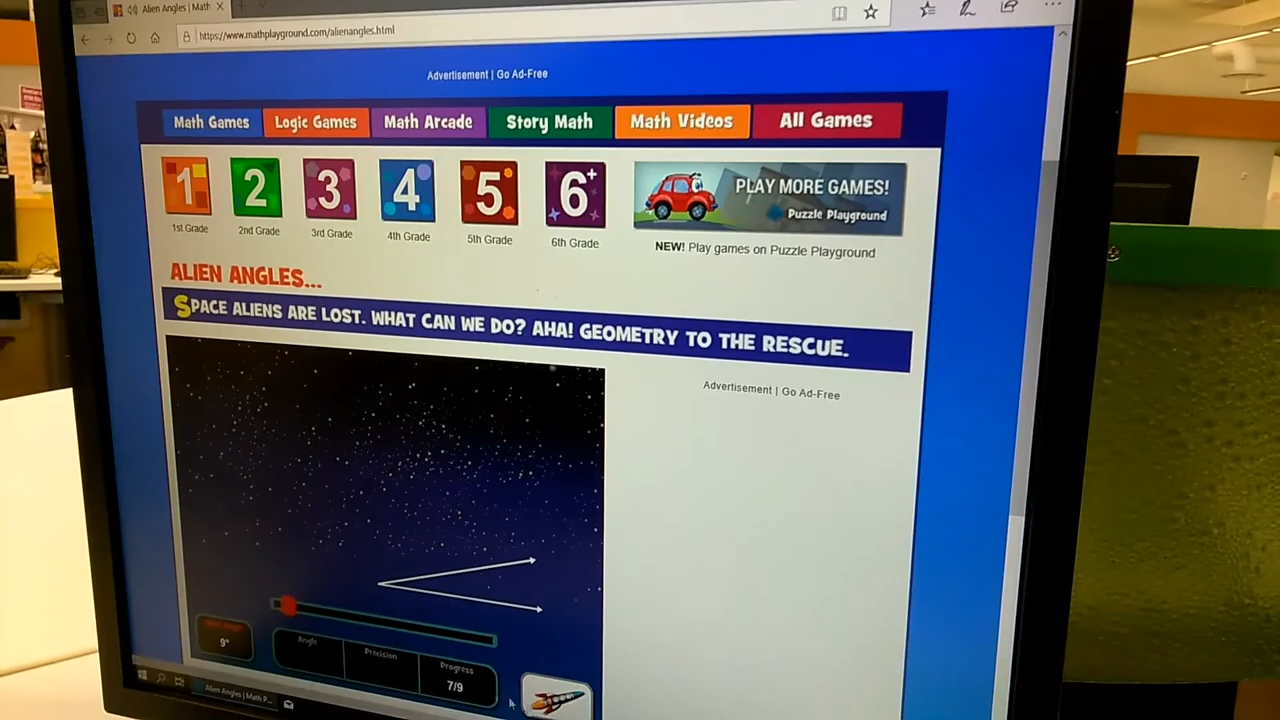 Alien Angles | Math
https://www.mathplayground.com/alienangles.html
Advertisement | Go Ad-Free
Math Games
Logic Games
Math Arcade
Story Math
Math Videos
All Games
1
2
3
4
5
6+
1st Grade
2nd Grade
3rd Grade
4th Grade
5th Grade
6th Grade
PLAY MORE GAMES!
Puzzle Playground
NEW! Play games on Puzzle Playground
ALIEN ANGLES...
SPACE ALIENS ARE LOST. WHAT CAN WE DO? AHA! GEOMETRY TO THE RESCUE.
Advertisement | Go Ad-Free
9°
Angle
Precision
Progress
7/9
Alien Angles | Math P...